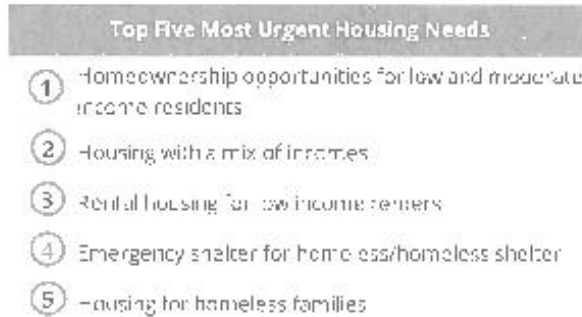 Top Five Most Urgent Housing Needs
1 Homeownership opportunities for low and moderate
income residents
2 Housing with a mix of incomes
3 Rental housing for low income renters
4 Emergency shelter for homeless/homeless shelter
5 Housing for homeless families